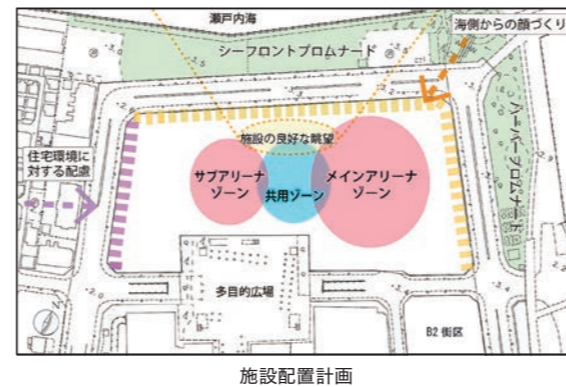 瀬戸内海
シーフロントプロムナード
海側からの顔づくり
ハーバープロムナード
住宅環境に
対する配慮
施設の良好な眺望
サブアリーナ
ゾーン
共用ゾーン
メインアリーナ
ゾーン
多目的広場
B2 街区
施設配置計画